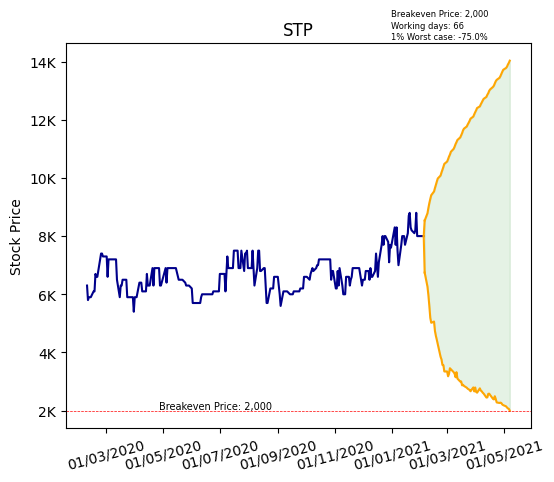 Breakeven Price: 2,000
Working days: 66
1% Worst case: -75.0%
STP
14K
12K
10K
8K
6K
4K
2K
Stock Price
Breakeven Price: 2,000
01/03/2020
01/05/2020
01/07/2020
01/09/2020
01/11/2020
01/01/2021
01/03/2021
01/05/2021